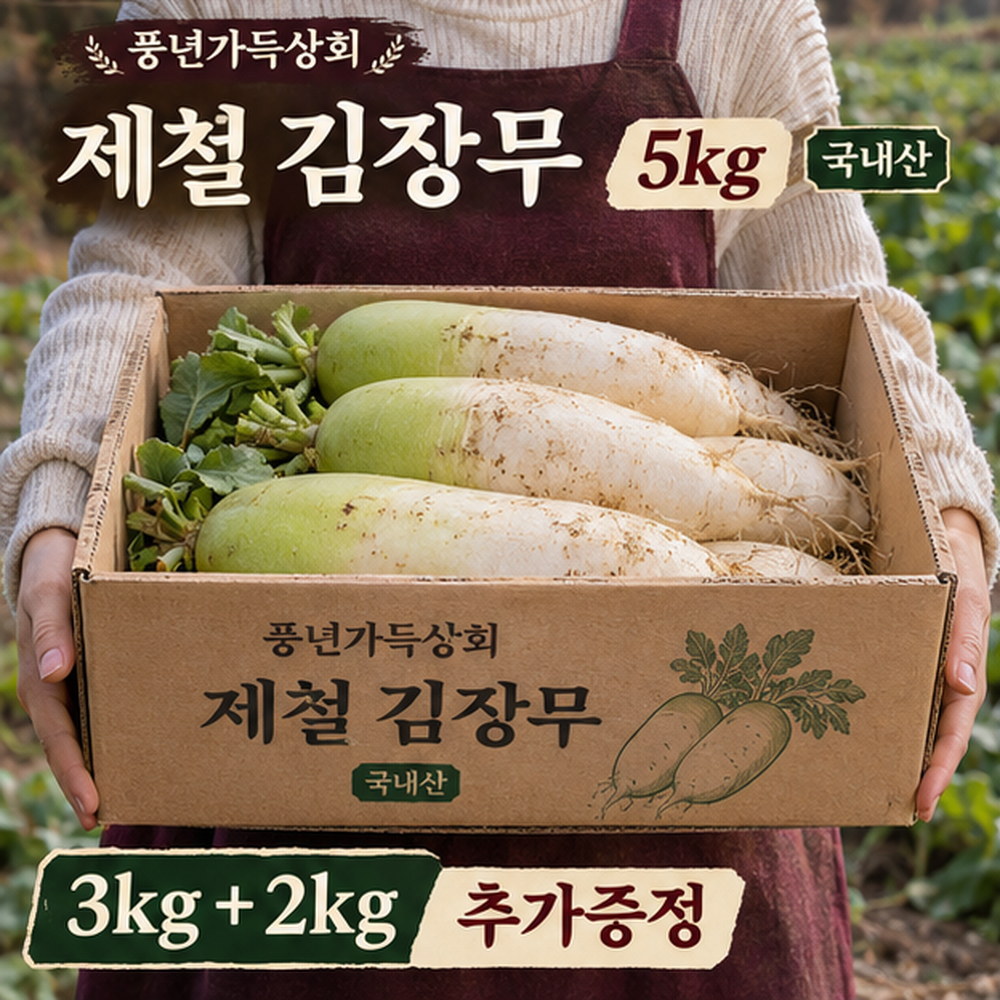 풍년가득상회
제철 김장무 5kg 국내산
풍년가득상회
제철 김장무
국내산
3kg + 2kg 추가증정